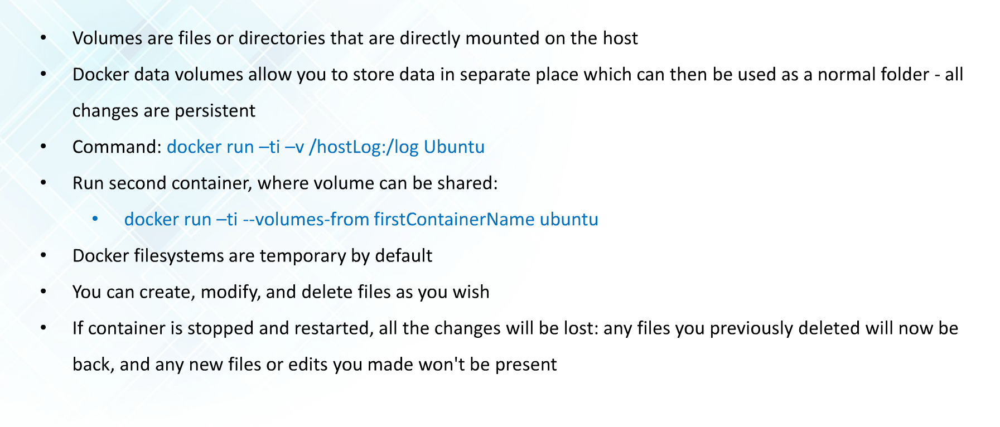 • Volumes are files or directories that are directly mounted on the host
• Docker data volumes allow you to store data in separate place which can then be used as a normal folder - all
changes are persistent
• Command: docker run –ti –v /hostLog:/log Ubuntu
• Run second container, where volume can be shared:
• docker run –ti --volumes-from firstContainerName ubuntu
• Docker filesystems are temporary by default
• You can create, modify, and delete files as you wish
• If container is stopped and restarted, all the changes will be lost: any files you previously deleted will now be
back, and any new files or edits you made won't be present